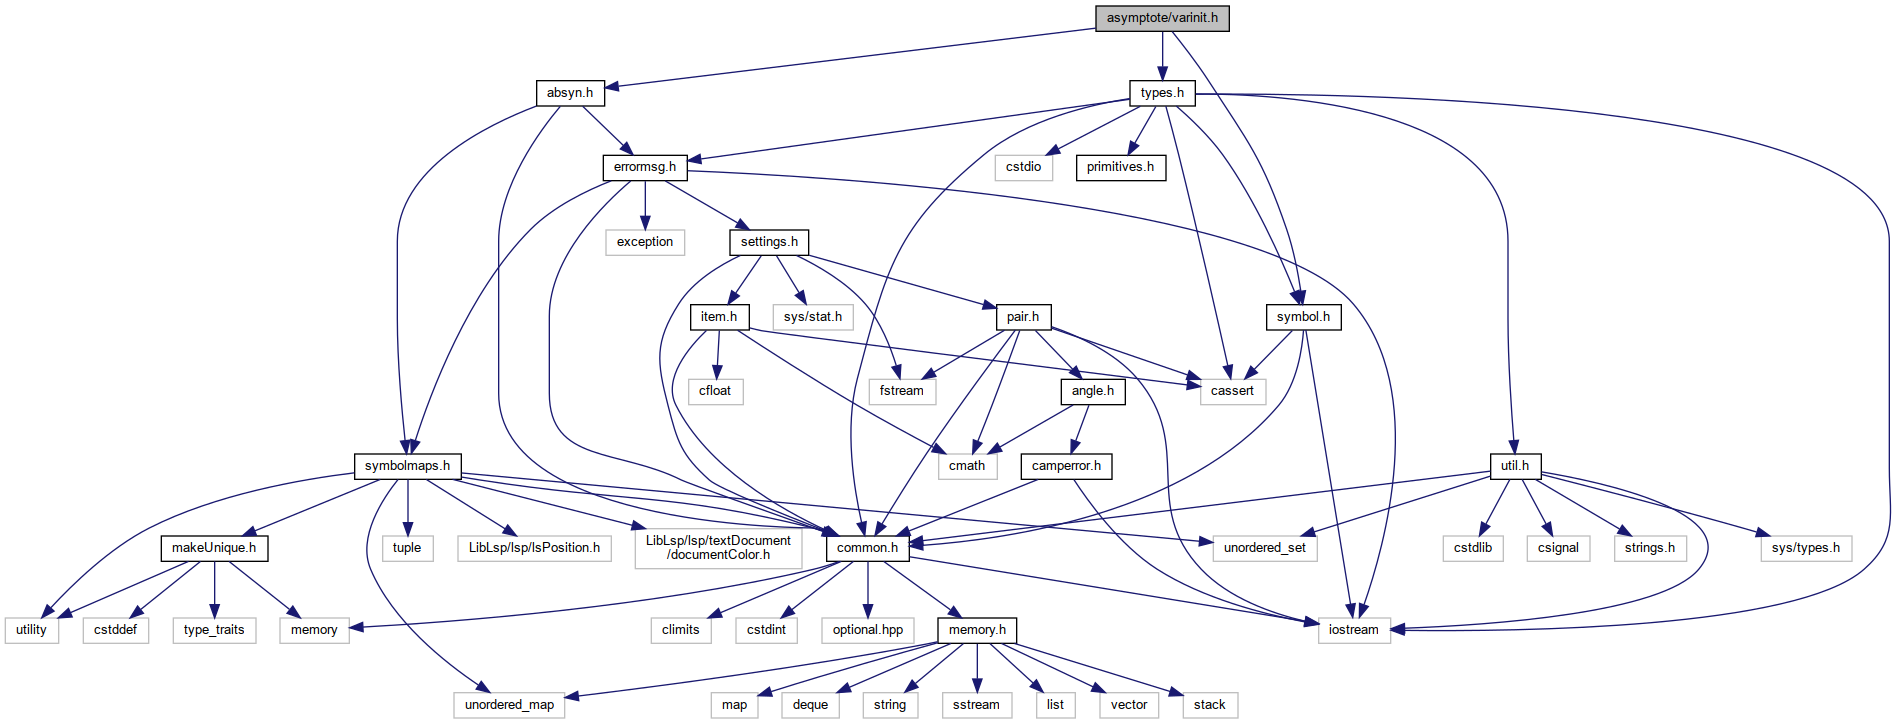 asymptote/varinit.h
absyn.h
types.h
errormsg.h
cstdio
primitives.h
exception
settings.h
item.h
sys/stat.h
pair.h
symbol.h
cfloat
fstream
angle.h
cassert
symbolmaps.h
cmath
camperror.h
util.h
makeUnique.h
tuple
LibLsp/lsp/lsPosition.h
LibLsp/lsp/textDocument
/documentColor.h
common.h
unordered_set
cstdlib
csignal
strings.h
sys/types.h
utility
cstddef
type_traits
memory
climits
cstdint
optional.hpp
memory.h
iostream
unordered_map
map
deque
string
sstream
list
vector
stack